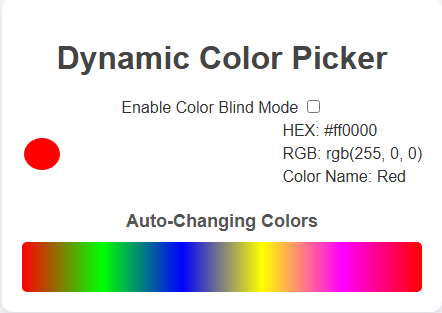 Dynamic Color Picker
Enable Color Blind Mode
HEX: #ff0000
RGB: rgb(255, 0, 0)
Color Name: Red
Auto-Changing Colors